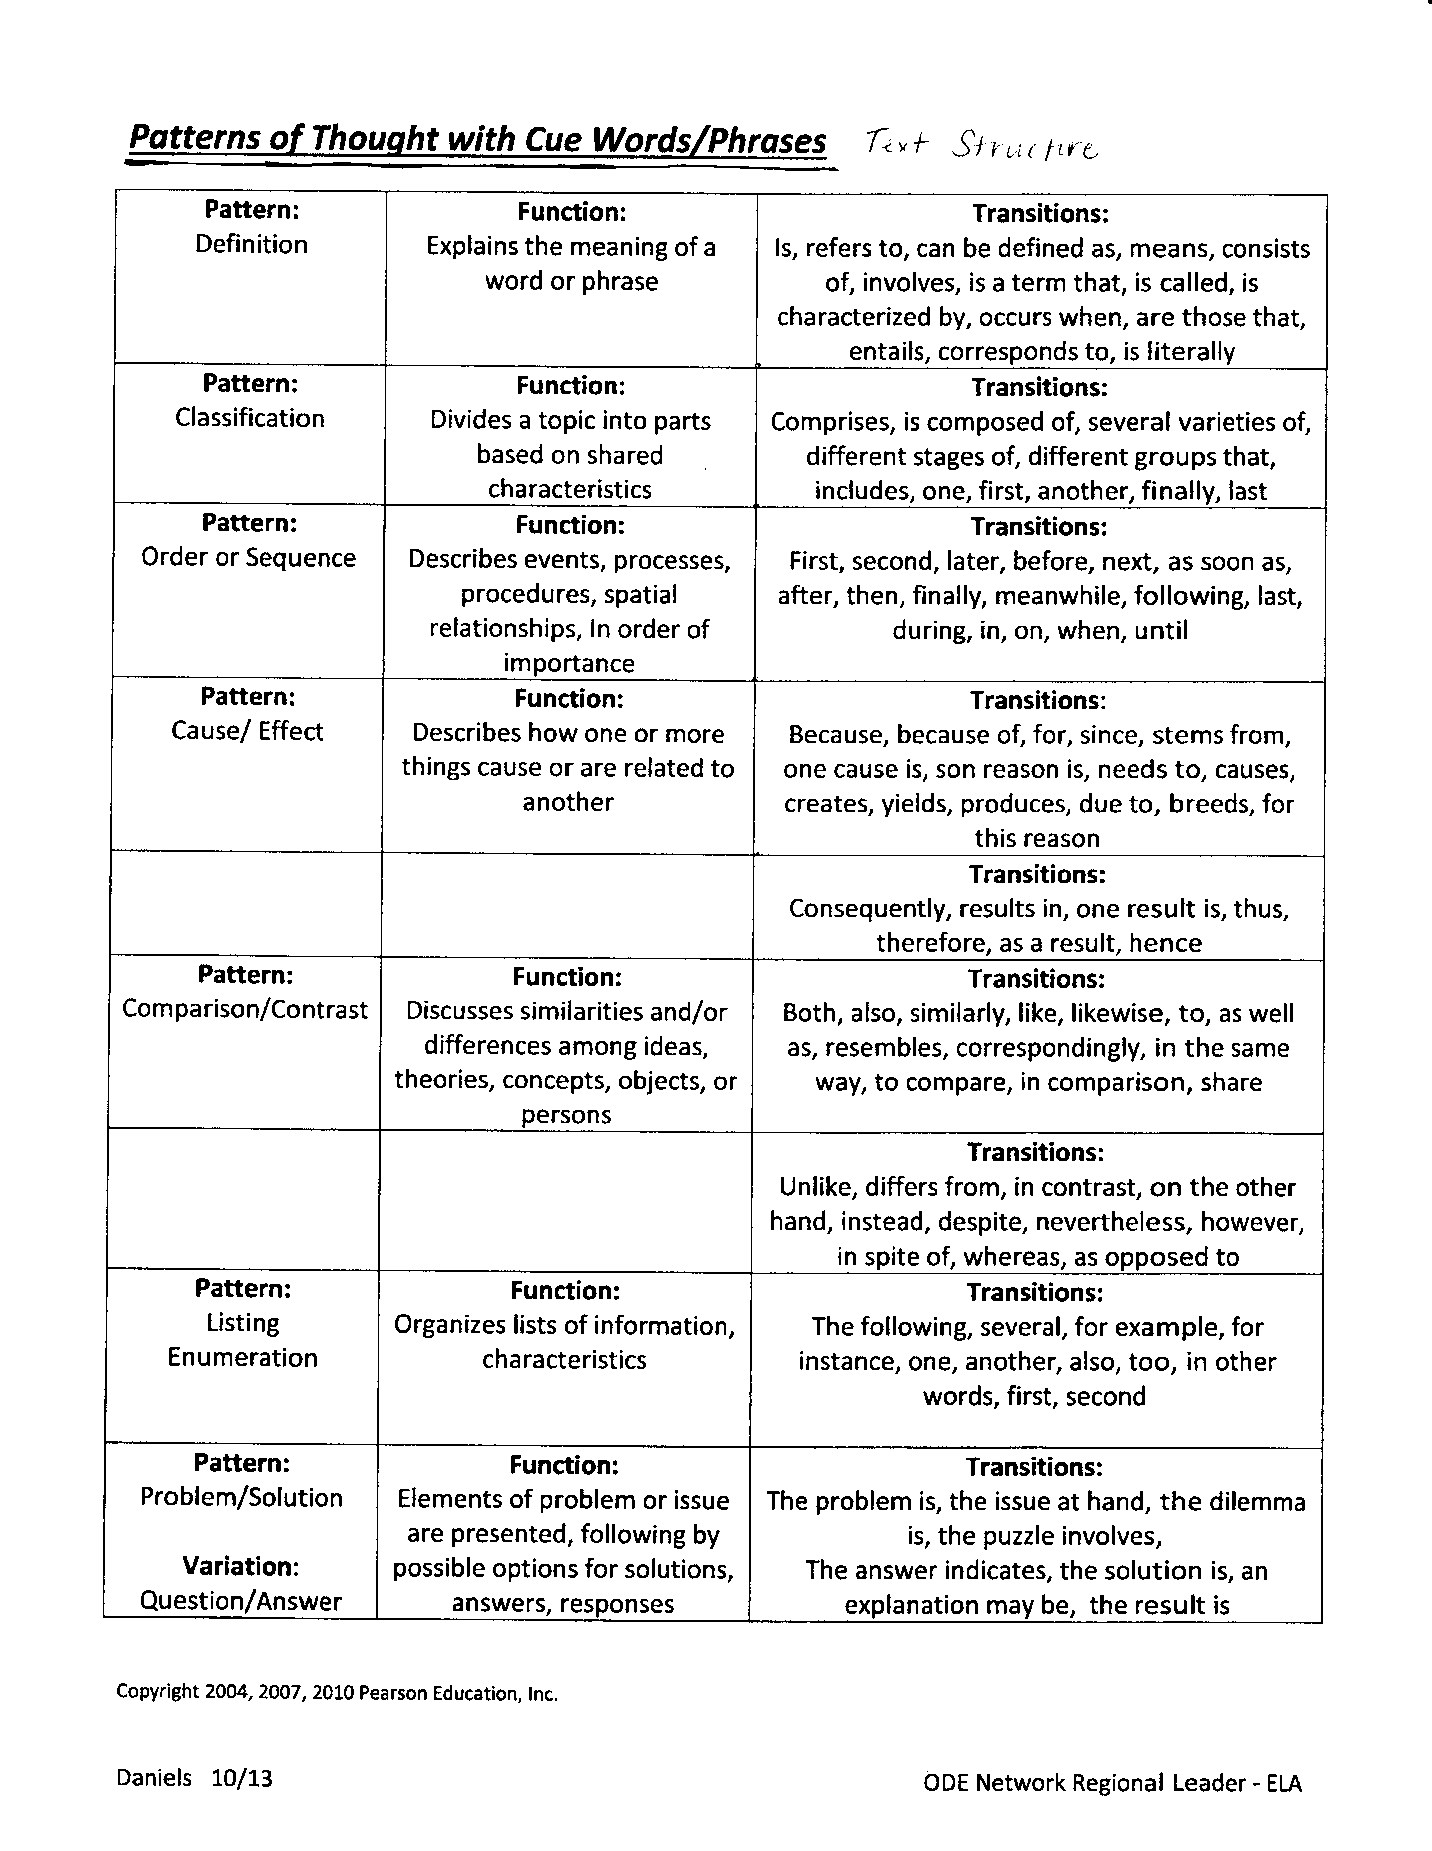 Patterns of Thought with Cue Words/Phrases Text Structure
Pattern:
Definition
Function:
Explains the meaning of a
word or phrase
Transitions:
Is, refers to, can be defined as, means, consists
of, involves, is a term that, is called, is
characterized by, occurs when, are those that,
entails, corresponds to, is literally
Pattern:
Classification
Function:
Divides a topic into parts
based on shared
characteristics
Transitions:
Comprises, is composed of, several varieties of,
different stages of, different groups that,
includes, one, first, another, finally, last
Pattern:
Order or Sequence
Function:
Describes events, processes,
procedures, spatial
relationships, In order of
importance
Transitions:
First, second, later, before, next, as soon as,
after, then, finally, meanwhile, following, last,
during, in, on, when, until
Pattern:
Cause/ Effect
Function:
Describes how one or more
things cause or are related to
another
Transitions:
Because, because of, for, since, stems from,
one cause is, son reason is, needs to, causes,
creates, yields, produces, due to, breeds, for
this reason
Transitions:
Consequently, results in, one result is, thus,
therefore, as a result, hence
Pattern:
Comparison/Contrast
Function:
Discusses similarities and/or
differences among ideas,
theories, concepts, objects, or
persons
Transitions:
Both, also, similarly, like, likewise, to, as well
as, resembles, correspondingly, in the same
way, to compare, in comparison, share
Transitions:
Unlike, differs from, in contrast, on the other
hand, instead, despite, nevertheless, however,
in spite of, whereas, as opposed to
Pattern:
Listing
Enumeration
Function:
Organizes lists of information,
characteristics
Transitions:
The following, several, for example, for
instance, one, another, also, too, in other
words, first, second
Pattern:
Problem/Solution
Variation:
Question/Answer
Function:
Elements of problem or issue
are presented, following by
possible options for solutions,
answers, responses
Transitions:
The problem is, the issue at hand, the dilemma
is, the puzzle involves,
The answer indicates, the solution is, an
explanation may be, the result is
Copyright 2004, 2007, 2010 Pearson Education, Inc.
Daniels 10/13
ODE Network Regional Leader - ELA